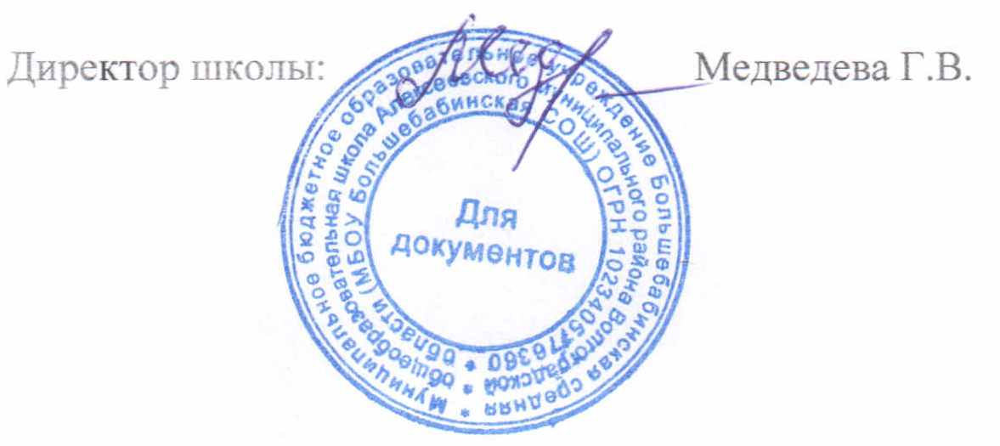 Директор школы: Медведева Г.В.
* Муниципальное бюджетное образовательное учреждение Большебабинская средняя
* общеобразовательная школа Алексеевского муниципального района Волгоградской
* области (МБОУ Большебабинская СОШ) ОГРН 1023405776360
Для
документов